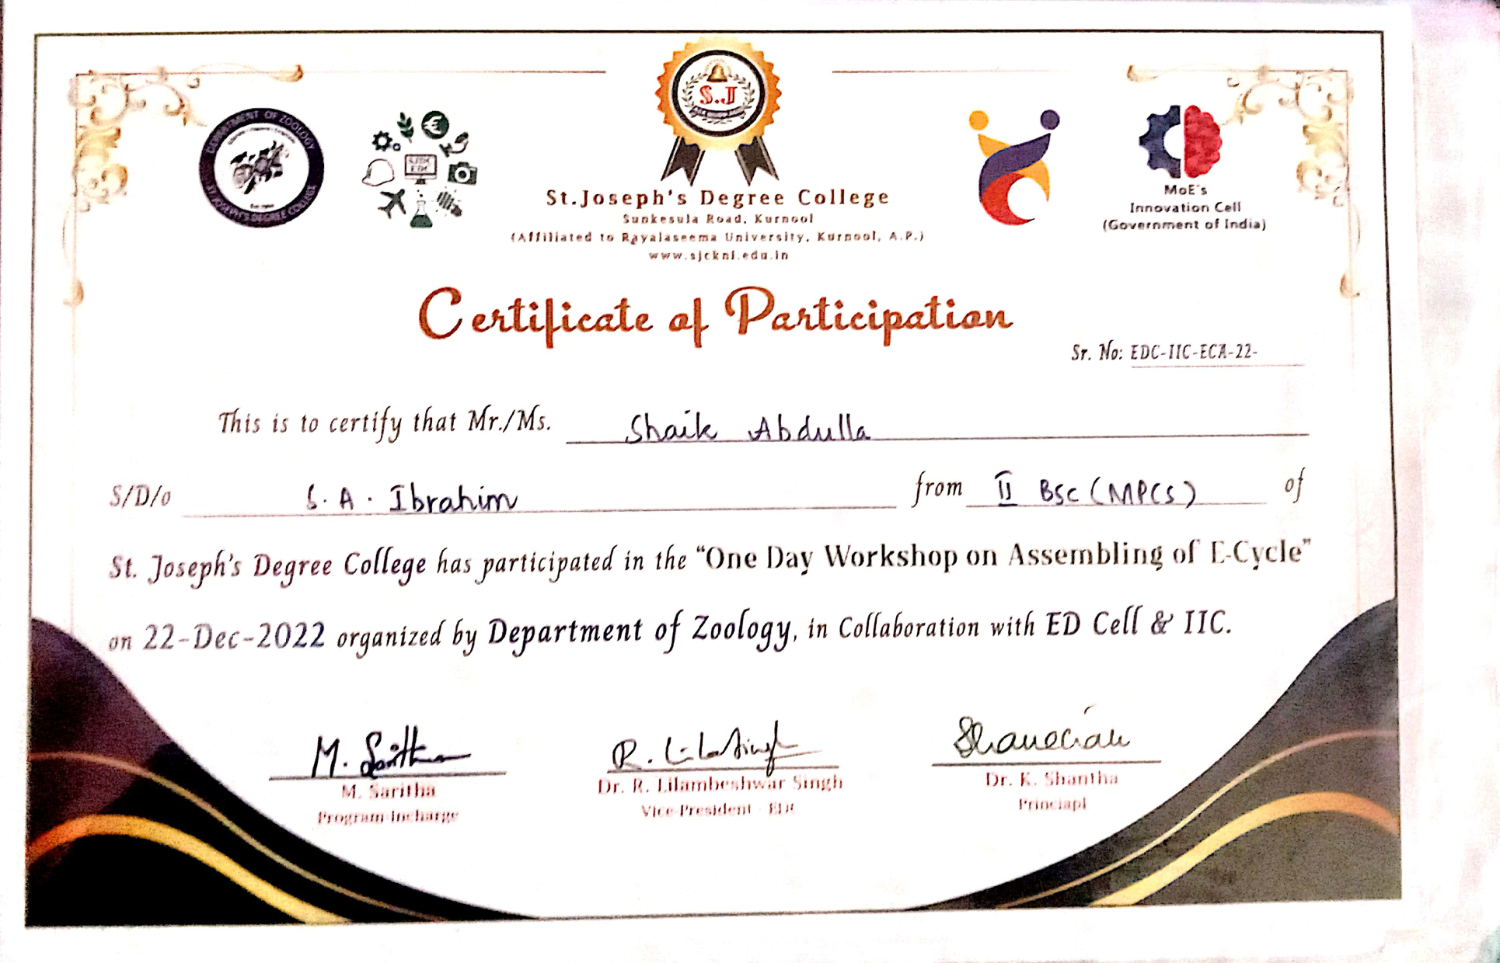 DEPARTMENT OF ZOOLOGY
ST JOSEPH'S DEGREE COLLEGE
SJDC
EDC
S.J
St.Joseph's Degree College
Sunkesula Road, Kurnool
(Affiliated to Rayalaseema University, Kurnool, A.P.)
www.sjcknl.edu.in
MoE's
Innovation Cell
(Government of India)
Certificate of Participation
Sr. No: EDC-IIC-ECA-22-
This is to certify that Mr./Ms. Shaik Abdulla
S/D/o S. A. Ibrahim from II BSc (MPCS) of
St. Joseph's Degree College has participated in the “One Day Workshop on Assembling of E-Cycle”
on 22-Dec-2022 organized by Department of Zoology, in Collaboration with ED Cell & IIC.
M. Saritha
Program-Incharge
Dr. R. Lilambeshwar Singh
Vice-President - EDC
Dr. K. Shantha
Princiapl